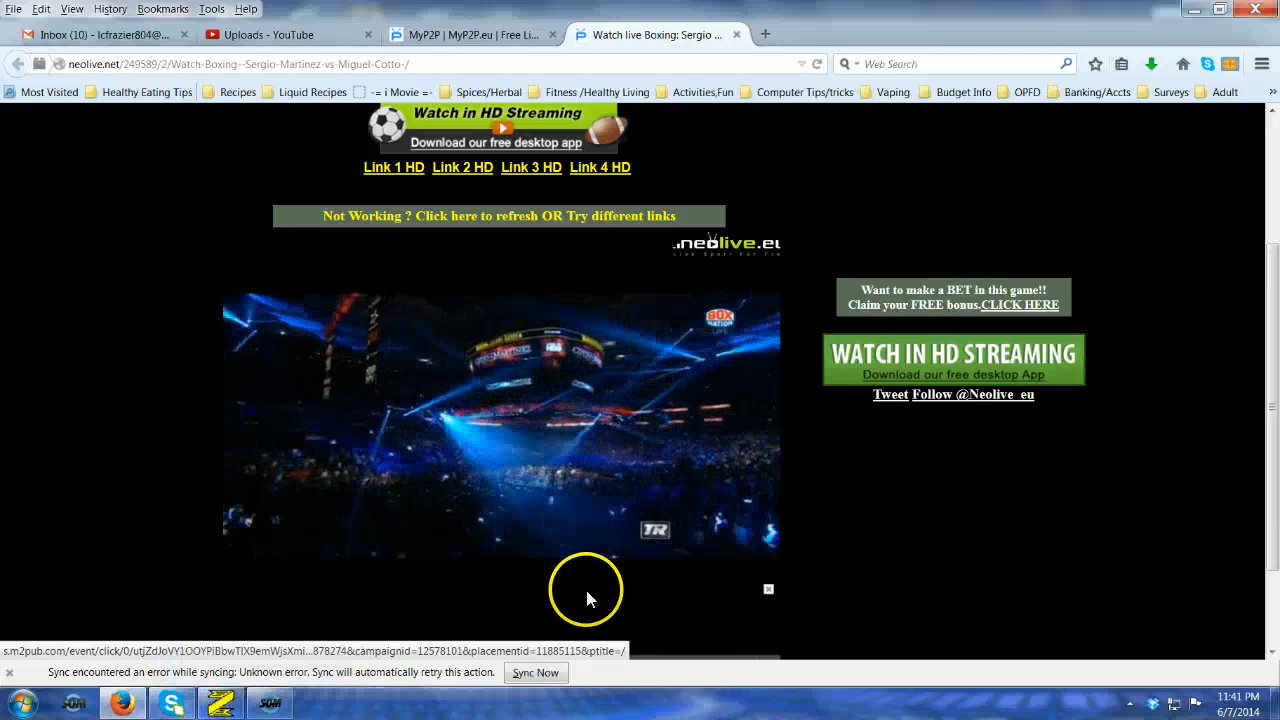 File Edit View History Bookmarks Tools Help
Inbox (10) - lcfrazier804@... Uploads - YouTube MyP2P | MyP2P.eu | Free Li... Watch live Boxing: Sergio ...
neolive.net/249589/2/Watch-Boxing--Sergio-Martinez-vs-Miguel-Cotto-/ Web Search
Most Visited Healthy Eating Tips Recipes Liquid Recipes -= i Movie =- Spices/Herbal Fitness /Healthy Living Activities,Fun Computer Tips/tricks Vaping Budget Info OPFD Banking/Accts Surveys Adult
Watch in HD Streaming
Download our free desktop app
Link 1 HD Link 2 HD Link 3 HD Link 4 HD
Not Working ? Click here to refresh OR Try different links
.neolive.eu
Live Sport For Fre
Want to make a BET in this game!!
Claim your FREE bonus.CLICK HERE
BOX
NATION
LIVE
WATCH IN HD STREAMING
Download our free desktop App
Tweet Follow @Neolive_eu
TR
s.m2pub.com/event/click/0/utjZdJoVY1OOYPiBbwTIX9emWjsXmi...878274&campaignid=12578101&placementid=11885115&ptitle=/
Sync encountered an error while syncing: Unknown error. Sync will automatically retry this action. Sync Now
SOM SOM
11:41 PM
6/7/2014